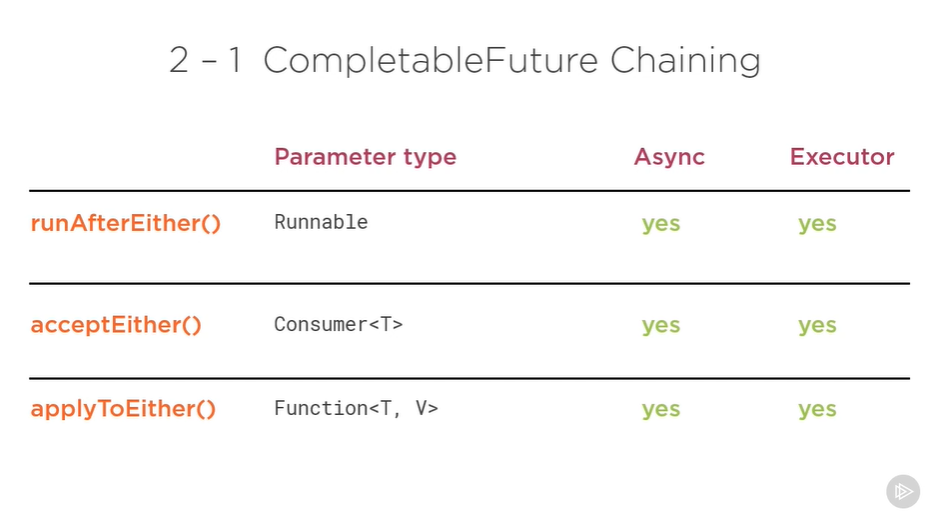 2 – 1 CompletableFuture Chaining
Parameter type Async Executor
runAfterEither() Runnable yes yes
acceptEither() Consumer<T> yes yes
applyToEither() Function<T, V> yes yes